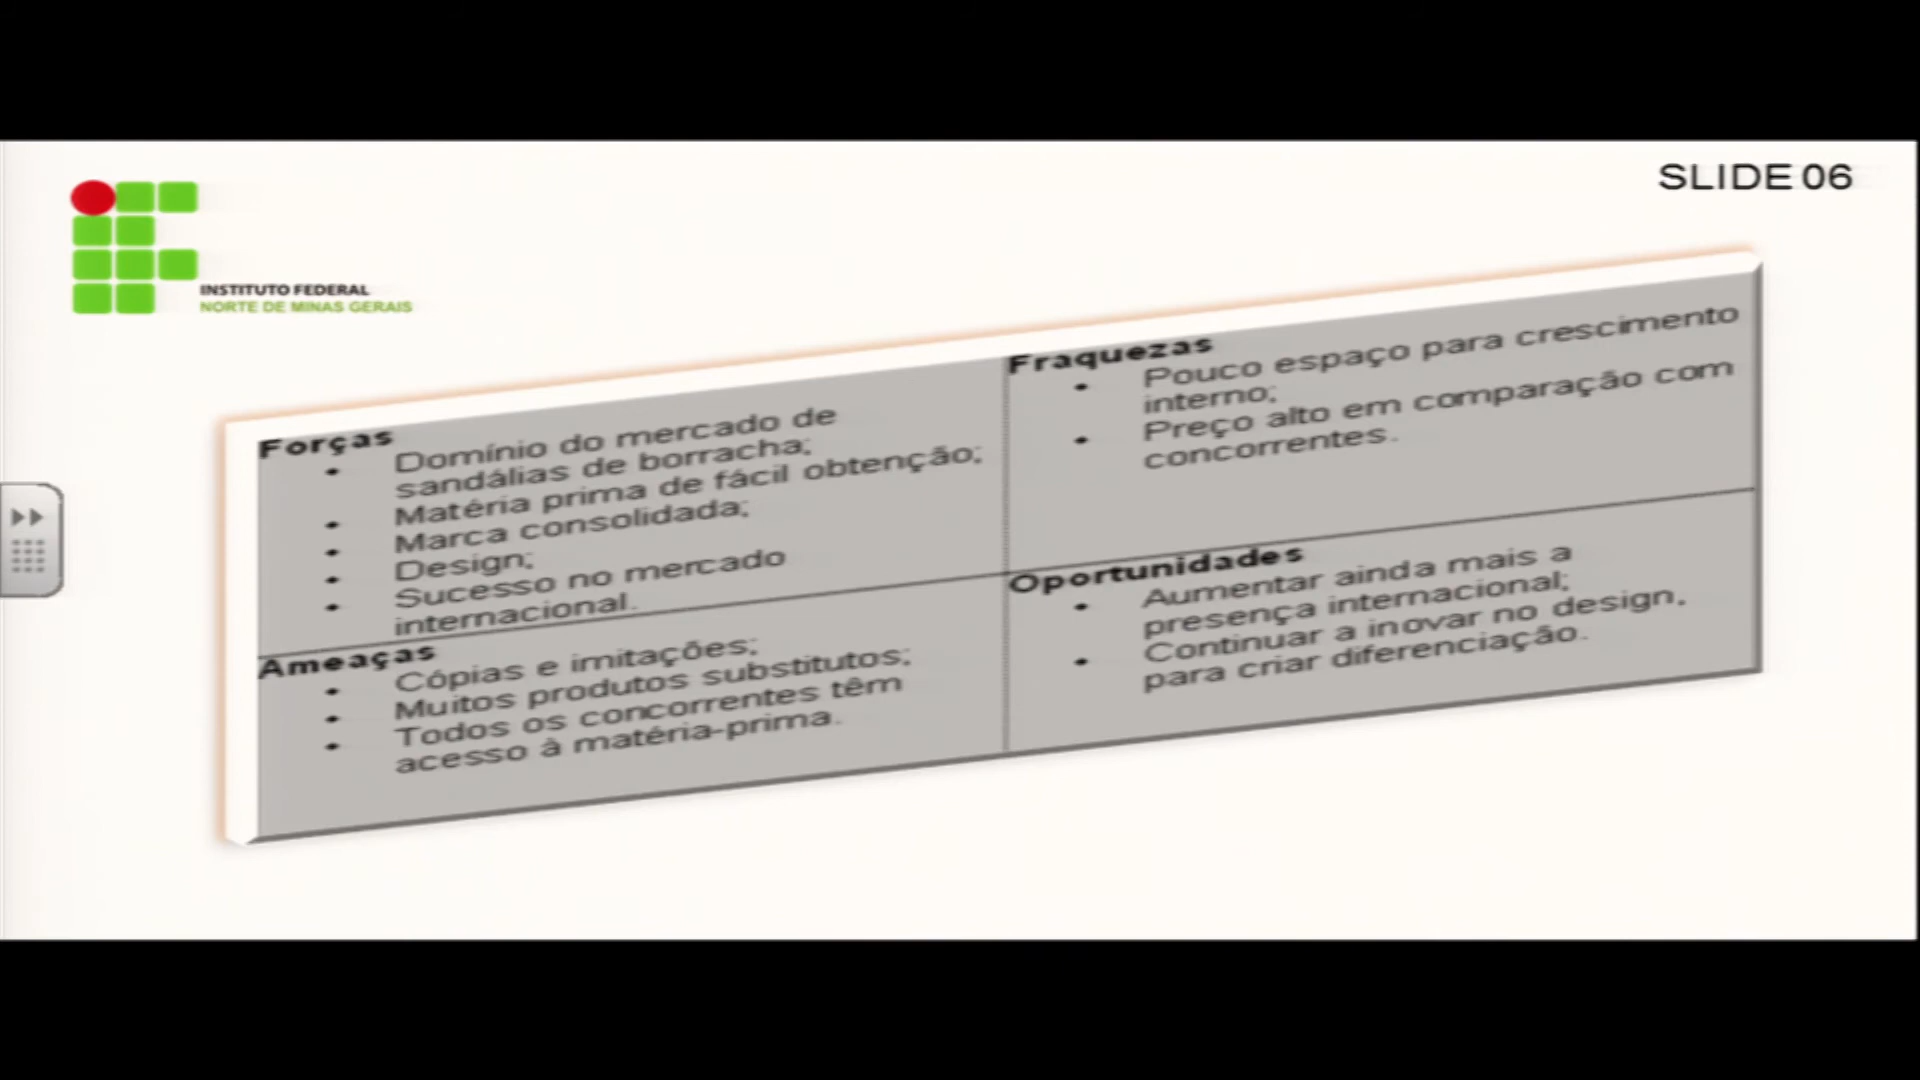 SLIDE 06
INSTITUTO FEDERAL
NORTE DE MINAS GERAIS
Forças
• Domínio do mercado de
sandálias de borracha;
• Matéria prima de fácil obtenção;
• Marca consolidada;
• Design;
• Sucesso no mercado
internacional.
Fraquezas
• Pouco espaço para crescimento
interno;
• Preço alto em comparação com
concorrentes.
Ameaças
• Cópias e imitações;
• Muitos produtos substitutos;
• Todos os concorrentes têm
acesso à matéria-prima.
Oportunidades
• Aumentar ainda mais a
presença internacional;
• Continuar a inovar no design,
para criar diferenciação.